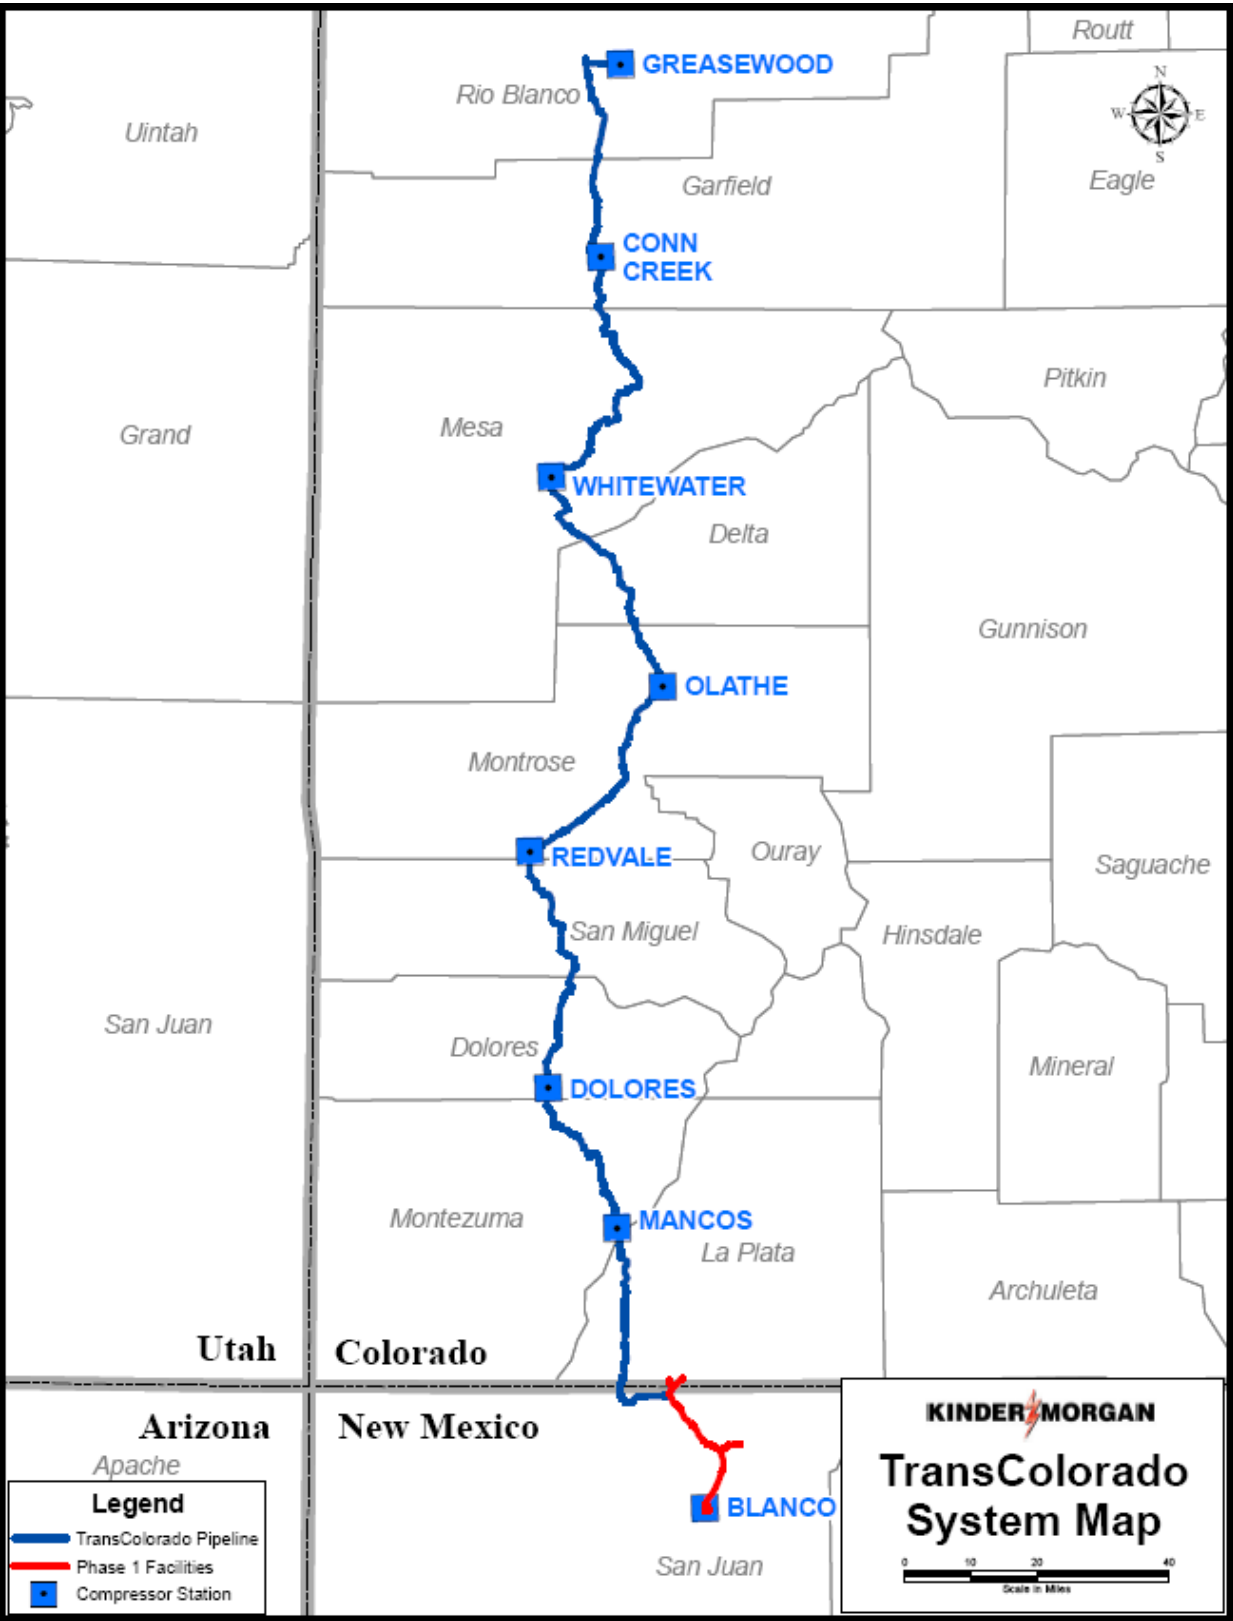 Routt
GREASEWOOD
Rio Blanco
N
W E
S
Uintah
Garfield
Eagle
CONN
CREEK
Pitkin
Grand
Mesa
WHITEWATER
Delta
Gunnison
OLATHE
Montrose
Ouray
REDVALE
Saguache
San Miguel
Hinsdale
San Juan
Dolores
Mineral
DOLORES
Montezuma
MANCOS
La Plata
Archuleta
Utah
Colorado
Arizona
New Mexico
Apache
Legend
TransColorado Pipeline
Phase 1 Facilities
Compressor Station
BLANCO
San Juan
KINDER MORGAN
TransColorado
System Map
0 10 20 40
Scale in Miles